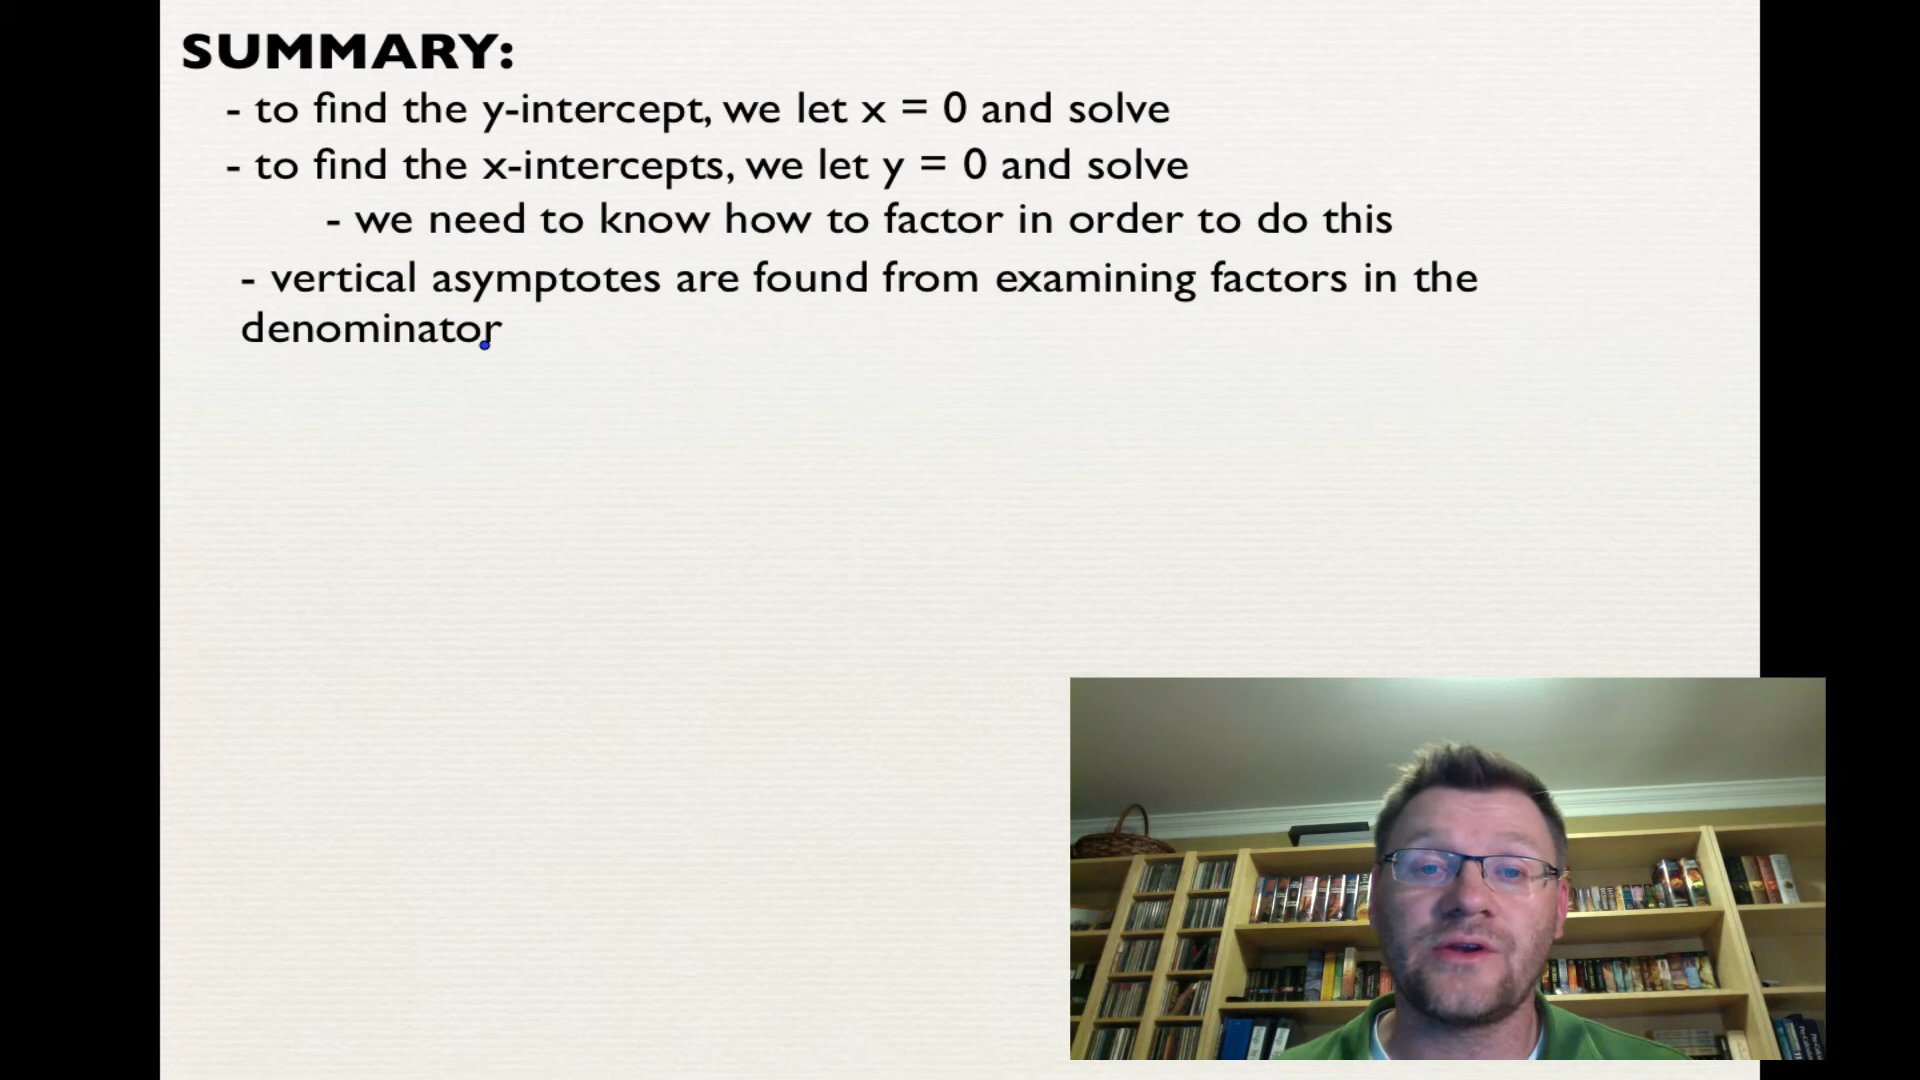 SUMMARY:
- to find the y-intercept, we let x = 0 and solve
- to find the x-intercepts, we let y = 0 and solve
- we need to know how to factor in order to do this
- vertical asymptotes are found from examining factors in the
denominator